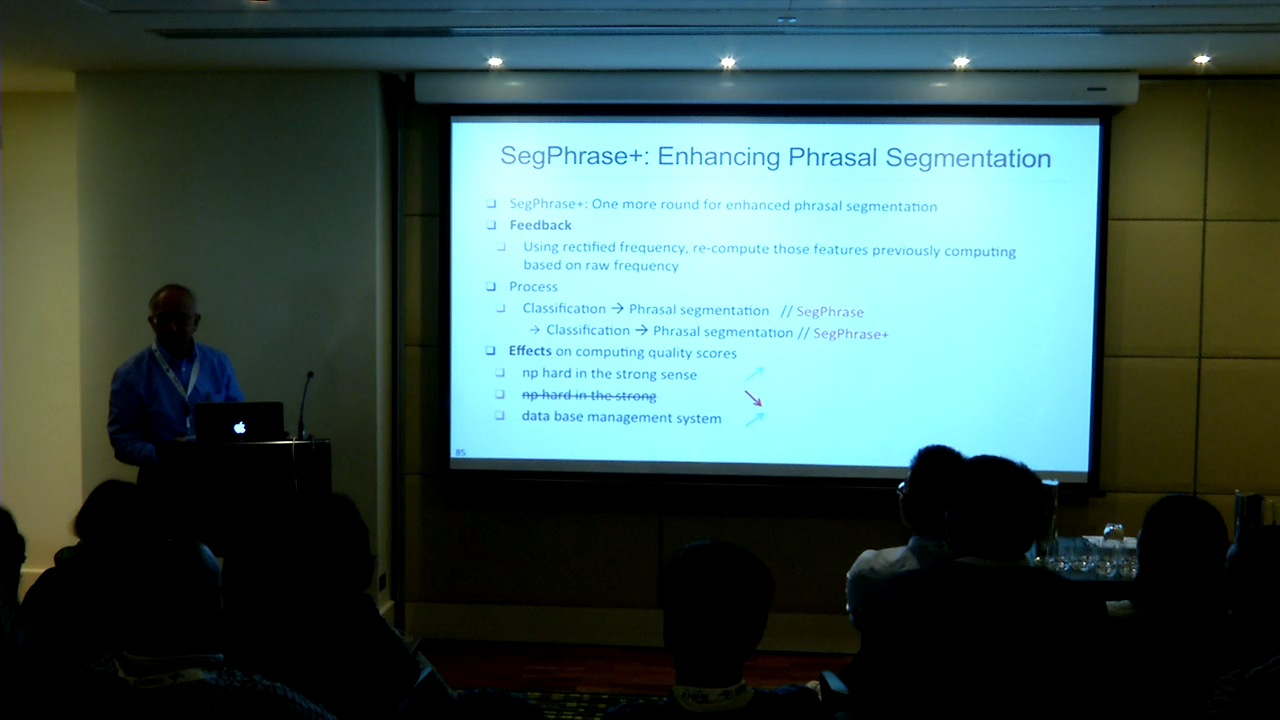 SegPhrase+: Enhancing Phrasal Segmentation
SegPhrase+: One more round for enhanced phrasal segmentation
Feedback
Using rectified frequency, re-compute those features previously computing
based on raw frequency
Process
Classification → Phrasal segmentation // SegPhrase
→ Classification → Phrasal segmentation // SegPhrase+
Effects on computing quality scores
np hard in the strong sense
np hard in the strong
data base management system
85